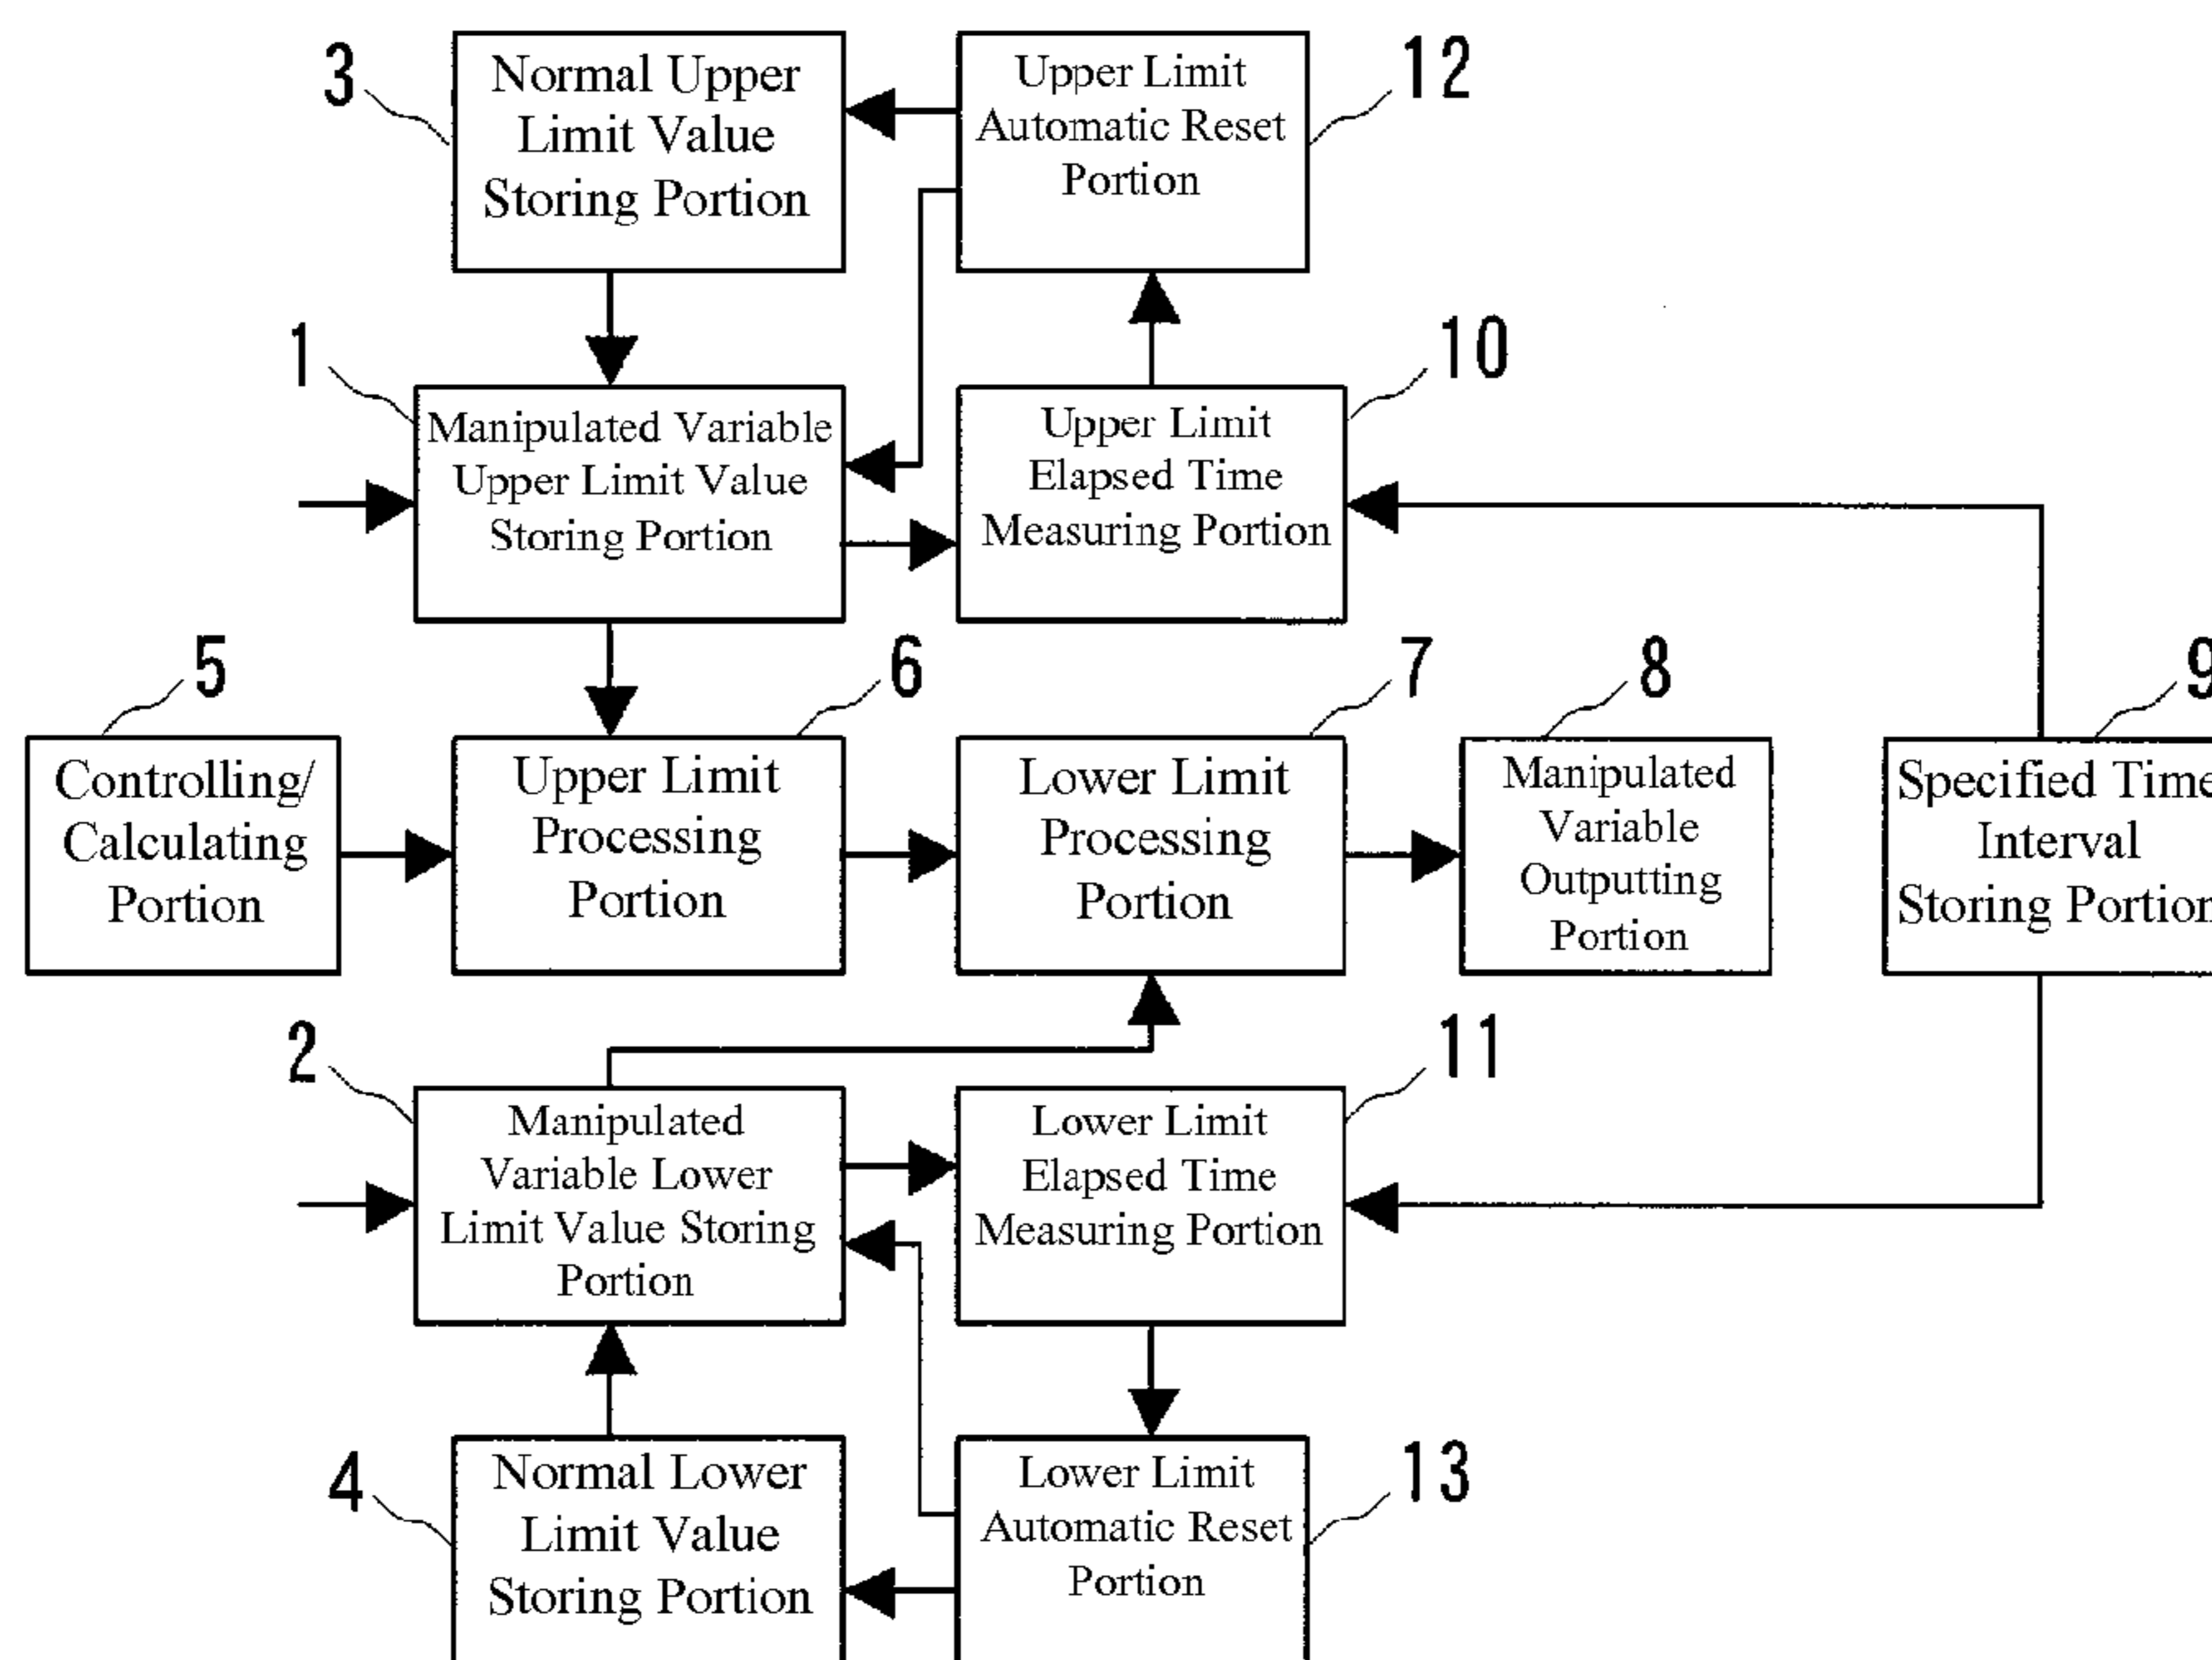 3
Normal Upper
Limit Value
Storing Portion
Upper Limit
Automatic Reset
Portion
12
1
Manipulated Variable
Upper Limit Value
Storing Portion
Upper Limit
Elapsed Time
Measuring Portion
10
5
Controlling/
Calculating
Portion
6
Upper Limit
Processing
Portion
7
Lower Limit
Processing
Portion
8
Manipulated
Variable
Outputting
Portion
9
Specified Time
Interval
Storing Portion
2
Manipulated
Variable Lower
Limit Value Storing
Portion
Lower Limit
Elapsed Time
Measuring Portion
11
4
Normal Lower
Limit Value
Storing Portion
Lower Limit
Automatic Reset
Portion
13